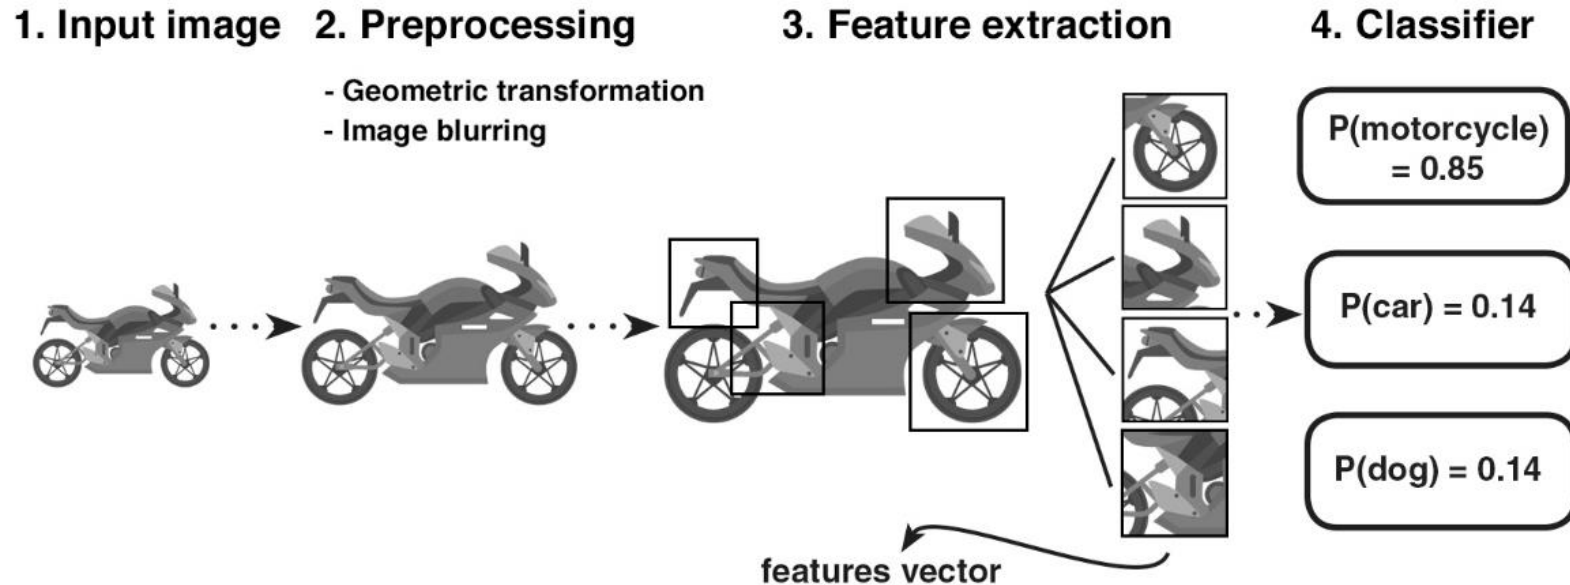 1. Input image
2. Preprocessing
- Geometric transformation
- Image blurring
3. Feature extraction
features vector
4. Classifier
P(motorcycle)
= 0.85
P(car) = 0.14
P(dog) = 0.14